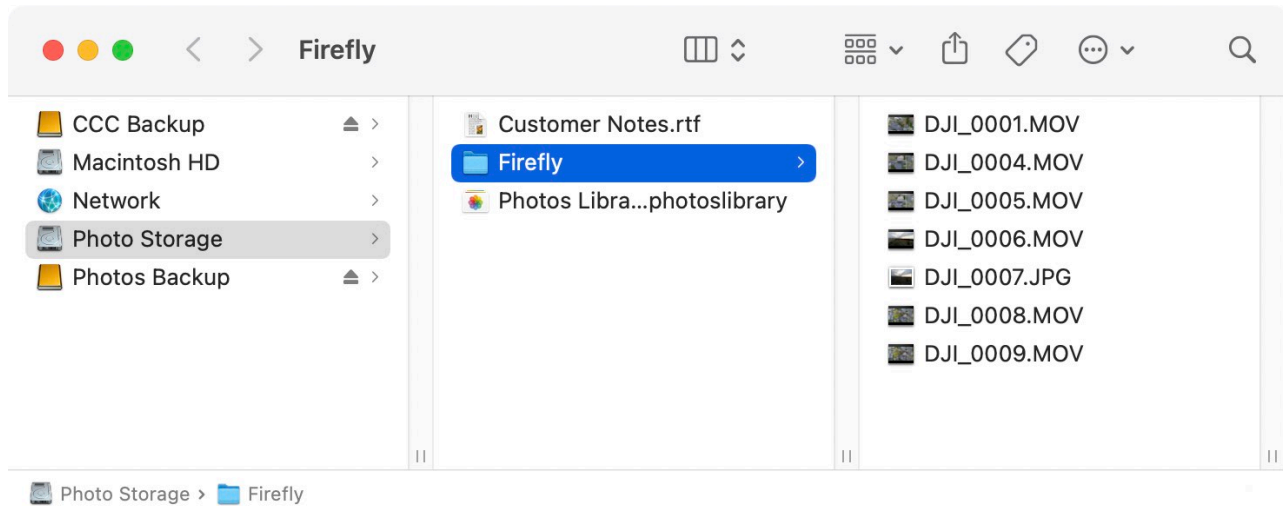 Firefly
CCC Backup
Macintosh HD
Network
Photo Storage
Photos Backup
Customer Notes.rtf
Firefly
Photos Libra...photoslibrary
DJI_0001.MOV
DJI_0004.MOV
DJI_0005.MOV
DJI_0006.MOV
DJI_0007.JPG
DJI_0008.MOV
DJI_0009.MOV
Photo Storage › Firefly